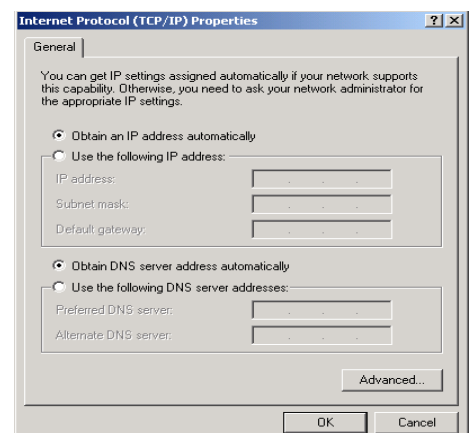 Internet Protocol (TCP/IP) Properties
General
You can get IP settings assigned automatically if your network supports
this capability. Otherwise, you need to ask your network administrator for
the appropriate IP settings.
Obtain an IP address automatically
Use the following IP address:
IP address:
Subnet mask:
Default gateway:
Obtain DNS server address automatically
Use the following DNS server addresses:
Preferred DNS server:
Alternate DNS server:
Advanced...
OK Cancel